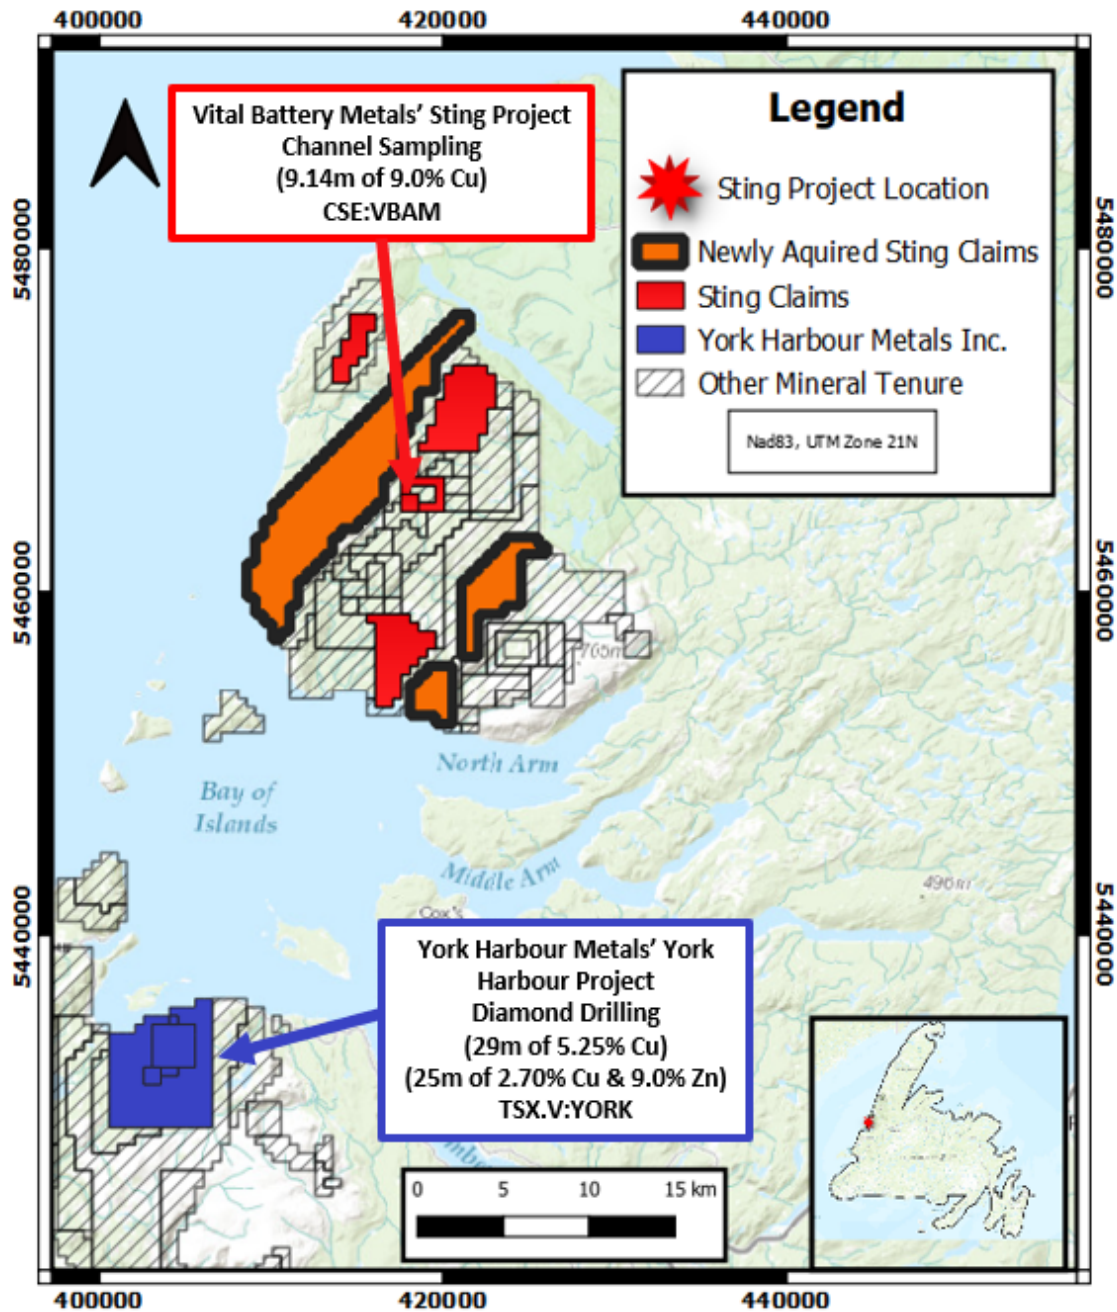 400000
420000
440000
Vital Battery Metals' Sting Project
Channel Sampling
(9.14m of 9.0% Cu)
CSE:VBAM
Legend
Sting Project Location
Newly Aquired Sting Claims
Sting Claims
York Harbour Metals Inc.
Other Mineral Tenure
Nad83, UTM Zone 21N
5480000
5480000
5460000
5460000
765m
North Arm
Bay of
Islands
Middle Arm
496m
Cox's
5440000
5440000
York Harbour Metals' York
Harbour Project
Diamond Drilling
(29m of 5.25% Cu)
(25m of 2.70% Cu & 9.0% Zn)
TSX.V:YORK
0
5
10
15 km
400000
420000
440000